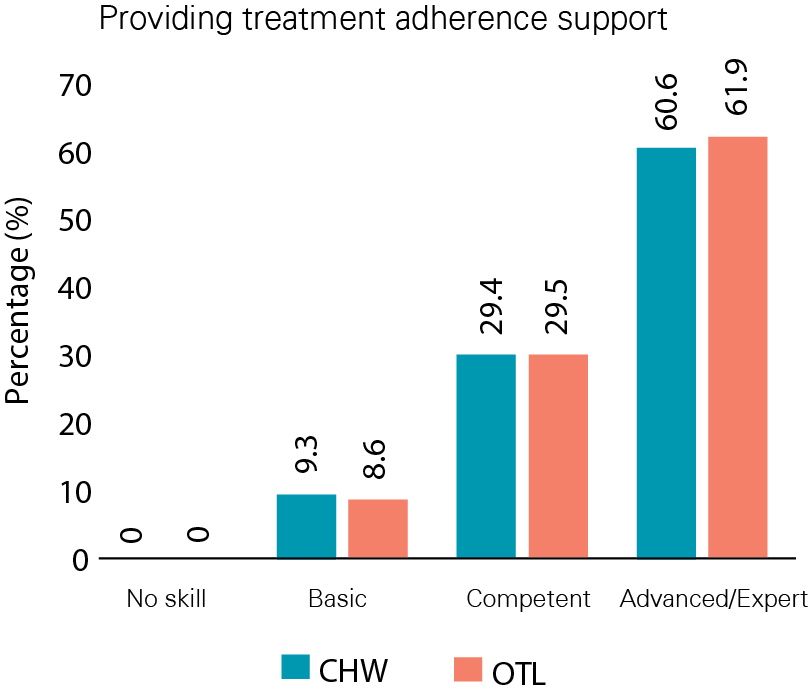 Providing treatment adherence support
Percentage (%)
70
60
50
40
30
20
10
0
0
0
9.3
8.6
29.4
29.5
60.6
61.9
No skill
Basic
Competent
Advanced/Expert
CHW
OTL